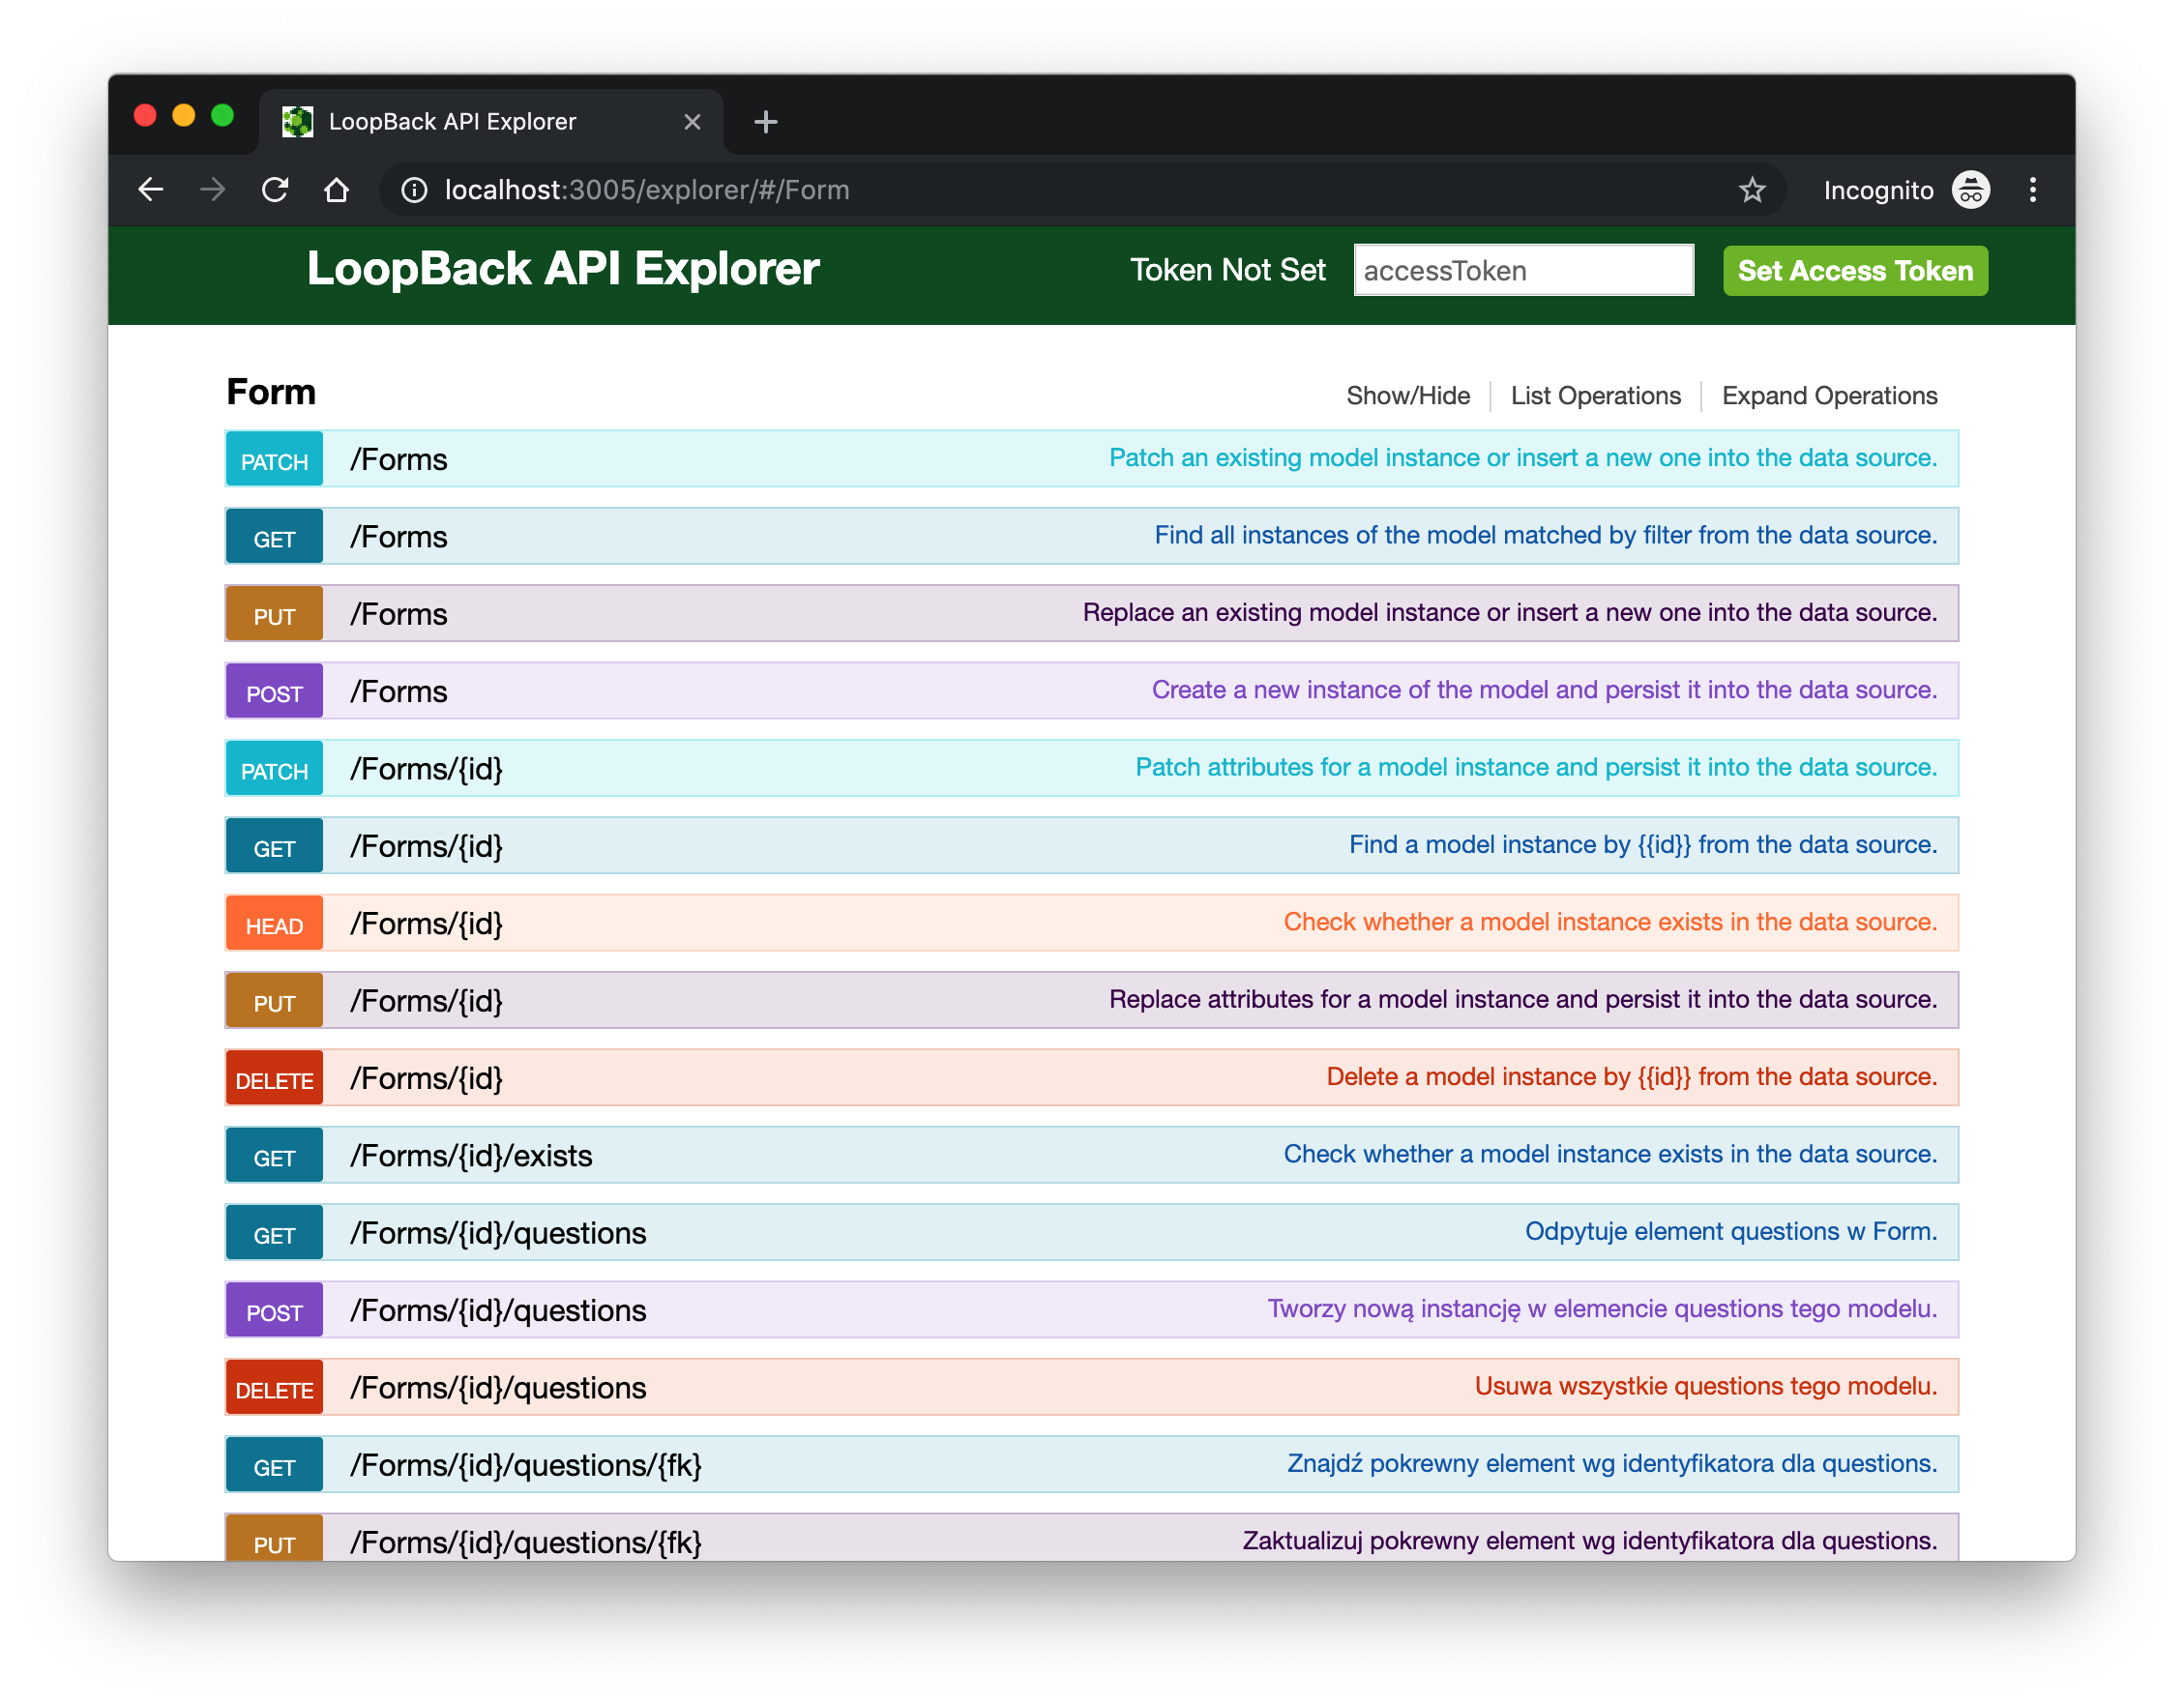 LoopBack API Explorer
localhost:3005/explorer/#/Form
Incognito
LoopBack API Explorer
Token Not Set
accessToken
Set Access Token
Form
Show/Hide
List Operations
Expand Operations
PATCH /Forms Patch an existing model instance or insert a new one into the data source.
GET /Forms Find all instances of the model matched by filter from the data source.
PUT /Forms Replace an existing model instance or insert a new one into the data source.
POST /Forms Create a new instance of the model and persist it into the data source.
PATCH /Forms/{id} Patch attributes for a model instance and persist it into the data source.
GET /Forms/{id} Find a model instance by {{id}} from the data source.
HEAD /Forms/{id} Check whether a model instance exists in the data source.
PUT /Forms/{id} Replace attributes for a model instance and persist it into the data source.
DELETE /Forms/{id} Delete a model instance by {{id}} from the data source.
GET /Forms/{id}/exists Check whether a model instance exists in the data source.
GET /Forms/{id}/questions Odpytuje element questions w Form.
POST /Forms/{id}/questions Tworzy nową instancję w elemencie questions tego modelu.
DELETE /Forms/{id}/questions Usuwa wszystkie questions tego modelu.
GET /Forms/{id}/questions/{fk} Znajdź pokrewny element wg identyfikatora dla questions.
PUT /Forms/{id}/questions/{fk} Zaktualizuj pokrewny element wg identyfikatora dla questions.